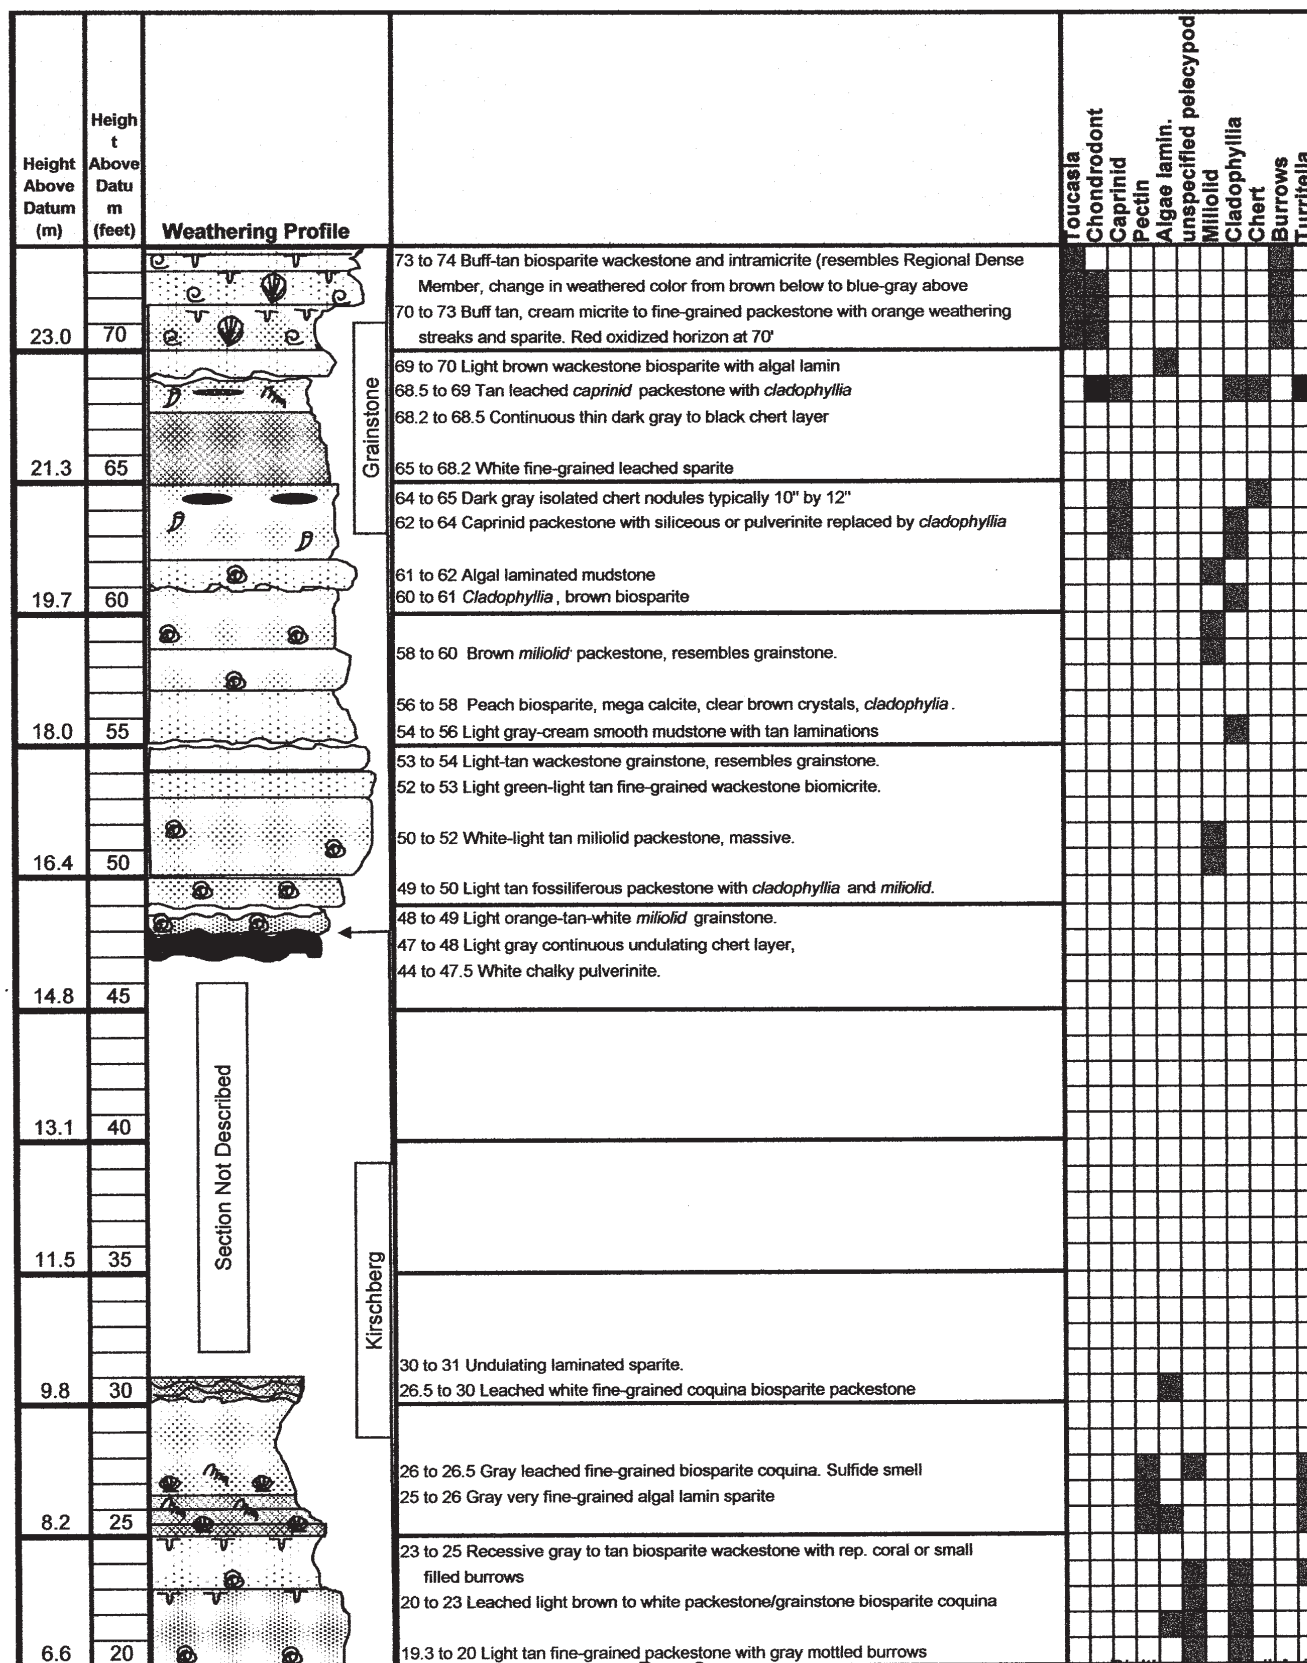 Height
Above
Datum
(m)
Heigh
t
Above
Datu
m
(feet)
Weathering Profile
Toucasia
Chondrodont
Caprinid
Pectin
Algae lamin.
unspecified pelecypod
Miliolid
Cladophyllia
Chert
Burrows
Turritella
73 to 74 Buff-tan biosparite wackestone and intramicrite (resembles Regional Dense
Member, change in weathered color from brown below to blue-gray above
70 to 73 Buff tan, cream micrite to fine-grained packestone with orange weathering
23.0 70 streaks and sparite. Red oxidized horizon at 70'
Grainstone
69 to 70 Light brown wackestone biosparite with algal lamin
68.5 to 69 Tan leached caprinid packestone with cladophyllia
68.2 to 68.5 Continuous thin dark gray to black chert layer
21.3 65 65 to 68.2 White fine-grained leached sparite
64 to 65 Dark gray isolated chert nodules typically 10" by 12"
62 to 64 Caprinid packestone with siliceous or pulverinite replaced by cladophyllia
61 to 62 Algal laminated mudstone
19.7 60 60 to 61 Cladophyllia, brown biosparite
58 to 60 Brown miliolid packestone, resembles grainstone.
56 to 58 Peach biosparite, mega calcite, clear brown crystals, cladophylia.
18.0 55 54 to 56 Light gray-cream smooth mudstone with tan laminations
53 to 54 Light-tan wackestone grainstone, resembles grainstone.
52 to 53 Light green-light tan fine-grained wackestone biomicrite.
50 to 52 White-light tan miliolid packestone, massive.
16.4 50
49 to 50 Light tan fossiliferous packestone with cladophyllia and miliolid.
48 to 49 Light orange-tan-white miliolid grainstone.
47 to 48 Light gray continuous undulating chert layer,
44 to 47.5 White chalky pulverinite.
14.8 45
Section Not Described
13.1 40
Kirschberg
11.5 35
30 to 31 Undulating laminated sparite.
9.8 30 26.5 to 30 Leached white fine-grained coquina biosparite packestone
26 to 26.5 Gray leached fine-grained biosparite coquina. Sulfide smell
25 to 26 Gray very fine-grained algal lamin sparite
8.2 25
23 to 25 Recessive gray to tan biosparite wackestone with rep. coral or small
filled burrows
20 to 23 Leached light brown to white packestone/grainstone biosparite coquina
6.6 20 19.3 to 20 Light tan fine-grained packestone with gray mottled burrows